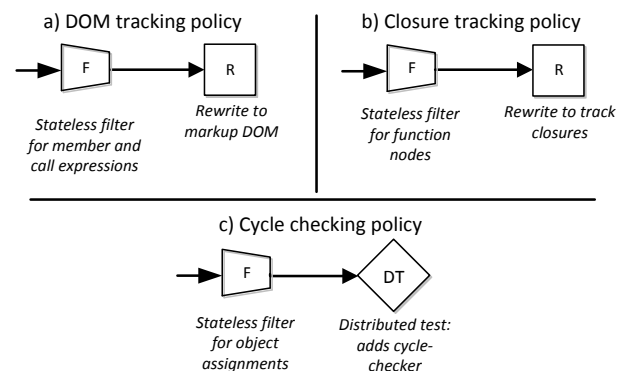 a) DOM tracking policy
F
R
Stateless filter
for member and
call expressions
Rewrite to
markup DOM
b) Closure tracking policy
F
R
Stateless filter
for function
nodes
Rewrite to track
closures
c) Cycle checking policy
F
DT
Stateless filter
for object
assignments
Distributed test:
adds cycle-
checker